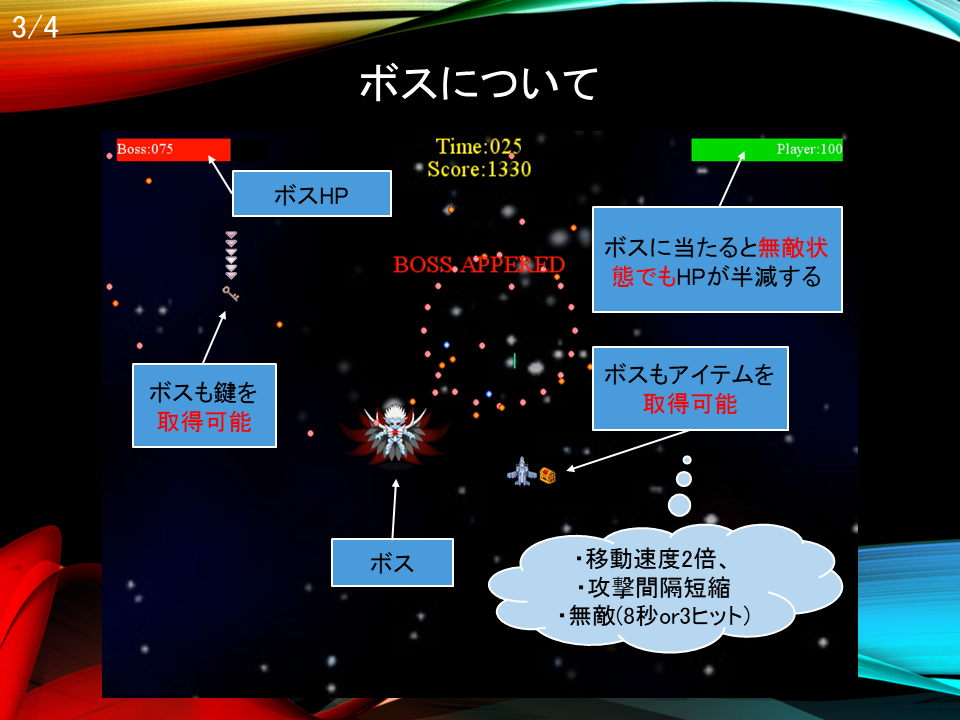 3/4
ボスについて
Boss:075
Time:025
Score:1330
Player:100
ボスHP
ボスに当たると無敵状
態でもHPが半減する
BOSS APPERED
ボスも鍵を
取得可能
ボスもアイテムを
取得可能
ボス
・移動速度2倍、
・攻撃間隔短縮
・無敵(8秒or3ヒット)